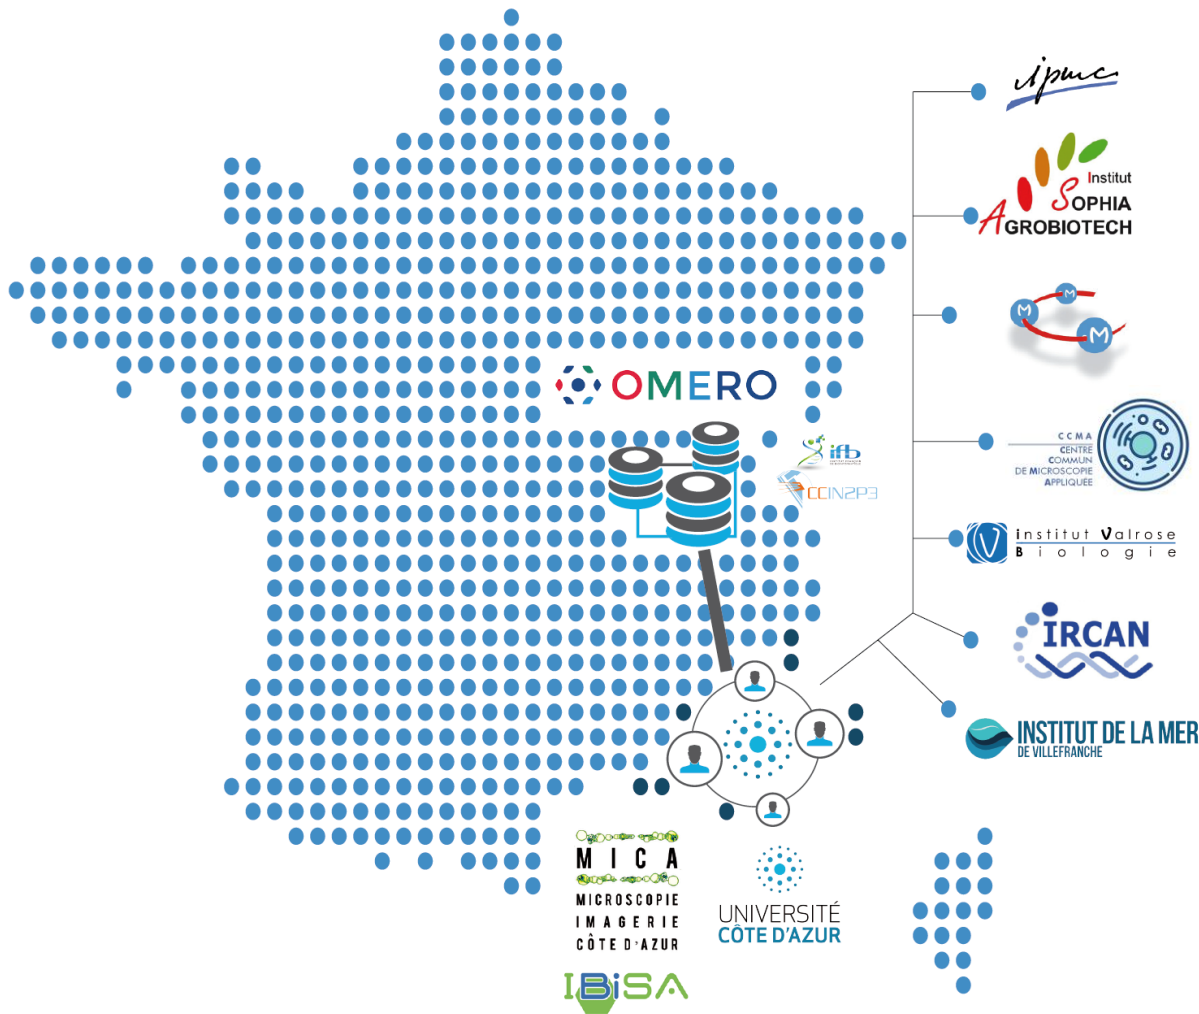 ipmc
Institut
SOPHIA
AGROBIOTECH
M
M
M
OMERO
CCMA
CENTRE
COMMUN
DE MICROSCOPIE
APPLIQUÉE
ifb
CCIN2P3
institut Valrose
Biologie
IRCAN
INSTITUT DE LA MER
DE VILLEFRANCHE
MICA
MICROSCOPIE
IMAGERIE
CÔTE D'AZUR
UNIVERSITÉ
CÔTE D'AZUR
IBiSA